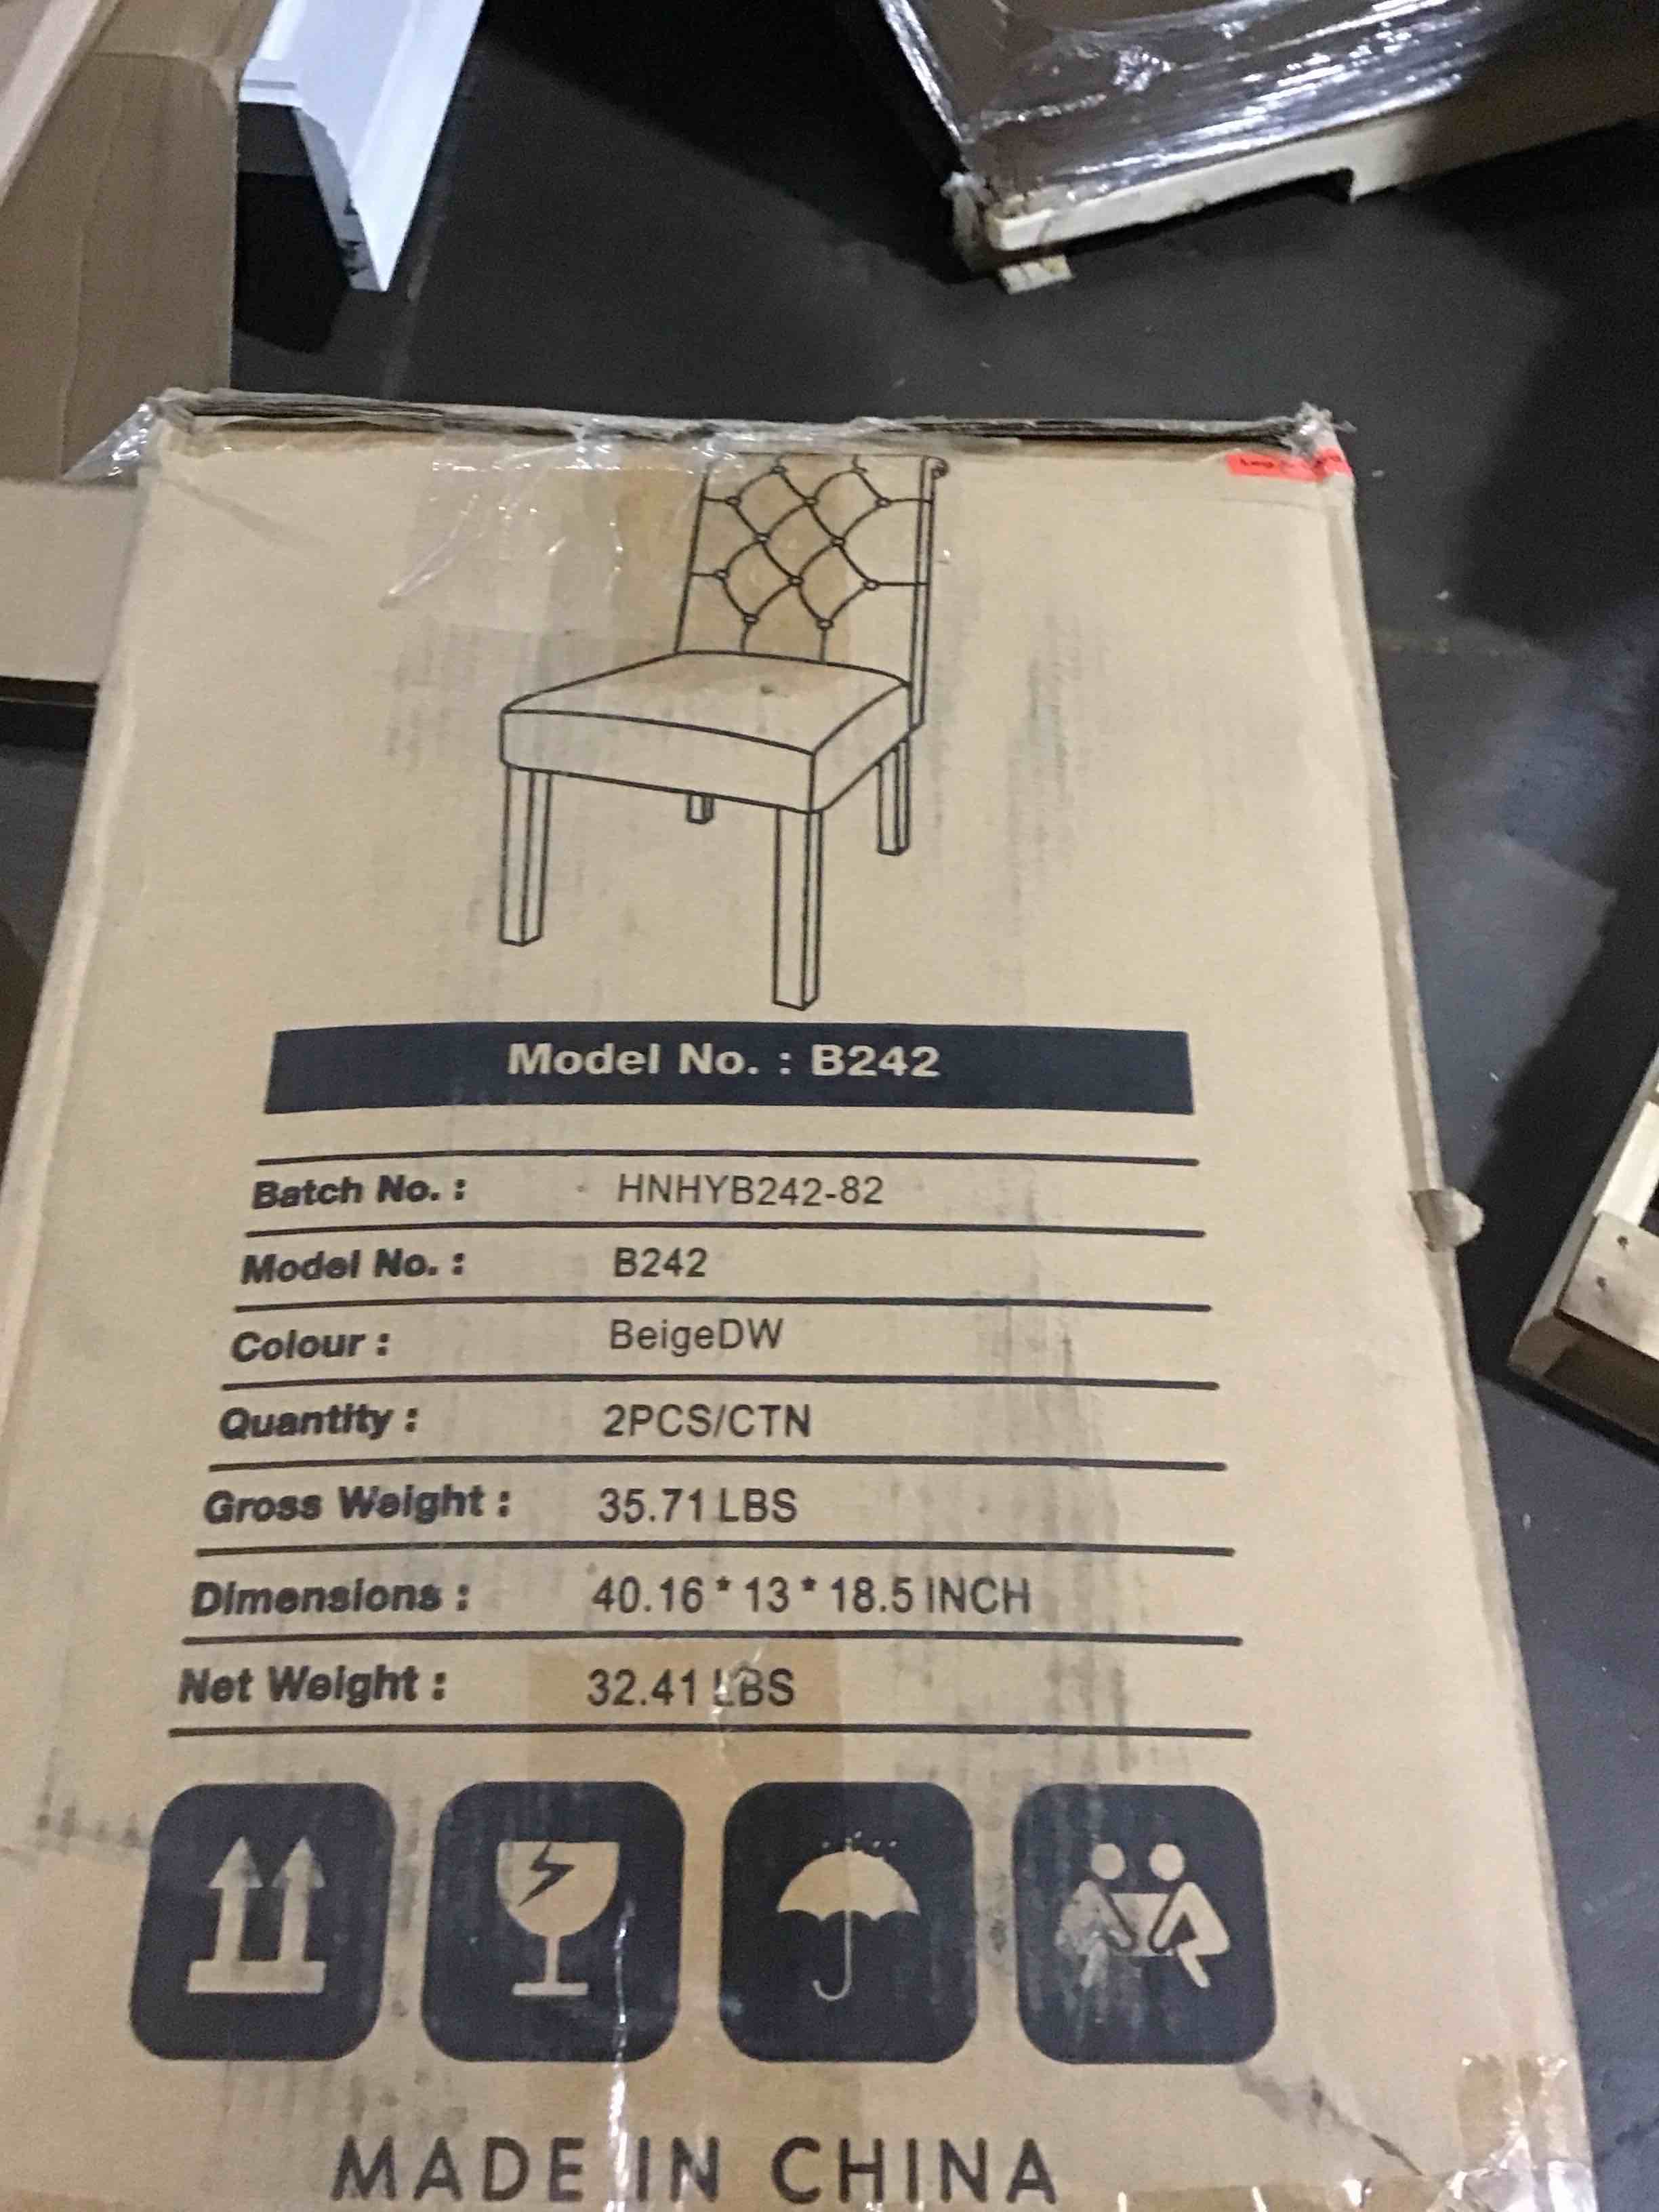 Model No. : B242
Batch No. : HNHYB242-82
Model No. : B242
Colour : BeigeDW
Quantity : 2PCS/CTN
Gross Weight : 35.71 LBS
Dimensions : 40.16 * 13 * 18.5 INCH
Net Weight : 32.41 LBS
MADE IN CHINA